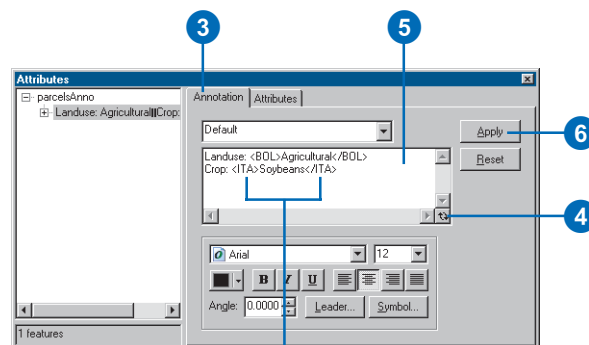 3
5
Attributes
parcelsAnno
Landuse: Agricultural||Crop:
Annotation
Attributes
Default
Apply
6
Landuse: <BOL>Agricultural</BOL>
Crop: <ITA>Soybeans</ITA>
Reset
4
Arial
12
B
I
U
Angle:
0.0000
Leader...
Symbol...
1 features